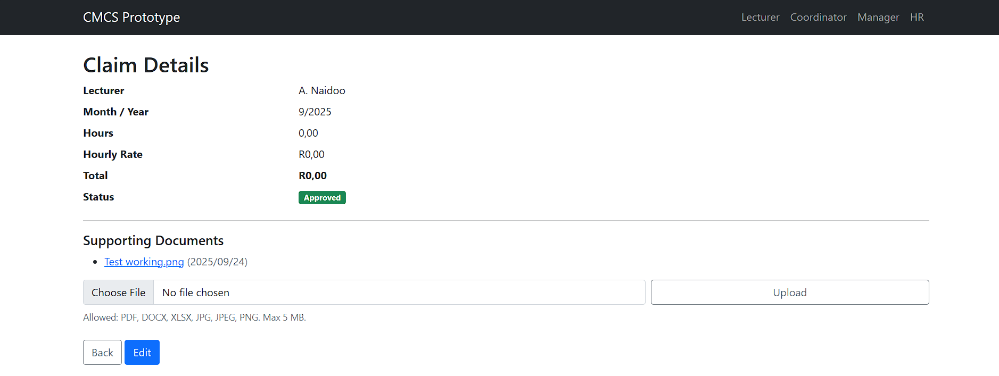 CMCS Prototype Lecturer Coordinator Manager HR
Claim Details
Lecturer A. Naidoo
Month / Year 9/2025
Hours 0,00
Hourly Rate R0,00
Total R0,00
Status Approved
Supporting Documents
Test working.png (2025/09/24)
Choose File No file chosen Upload
Allowed: PDF, DOCX, XLSX, JPG, JPEG, PNG. Max 5 MB.
Back Edit